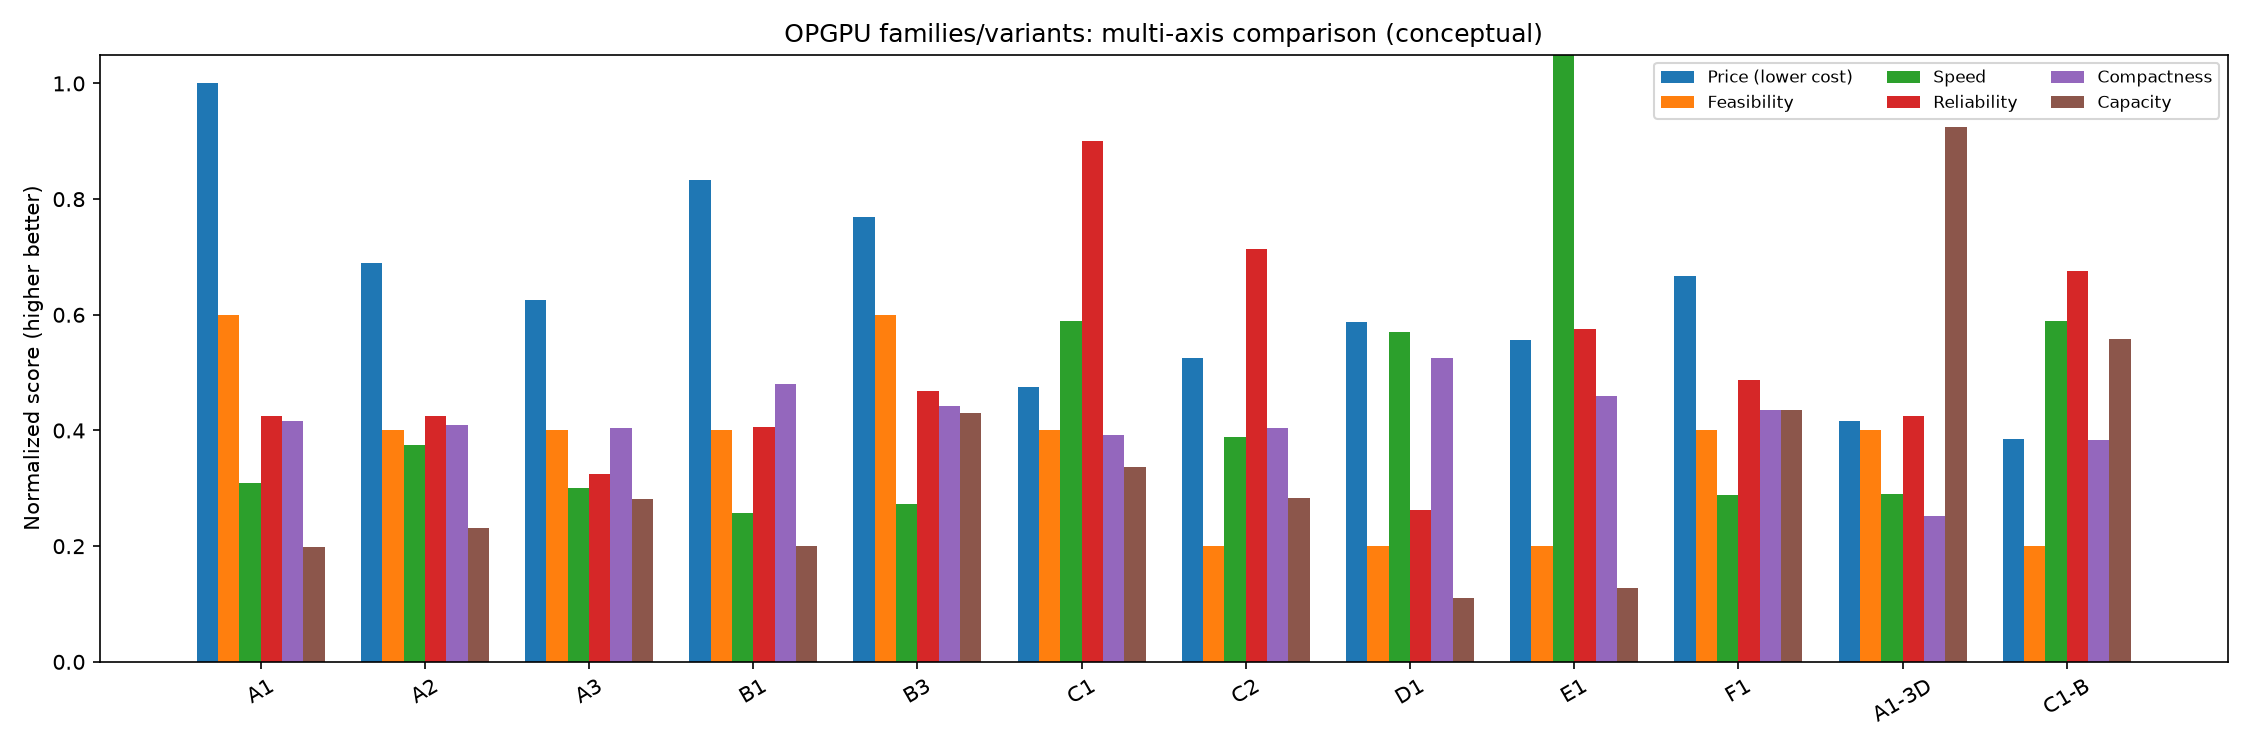 OPGPU families/variants: multi-axis comparison (conceptual)
Normalized score (higher better)
1.0
0.8
0.6
0.4
0.2
0.0
Price (lower cost)
Feasibility
Speed
Reliability
Compactness
Capacity
A1
A2
A3
B1
B3
C1
C2
D1
E1
F1
A1-3D
C1-B